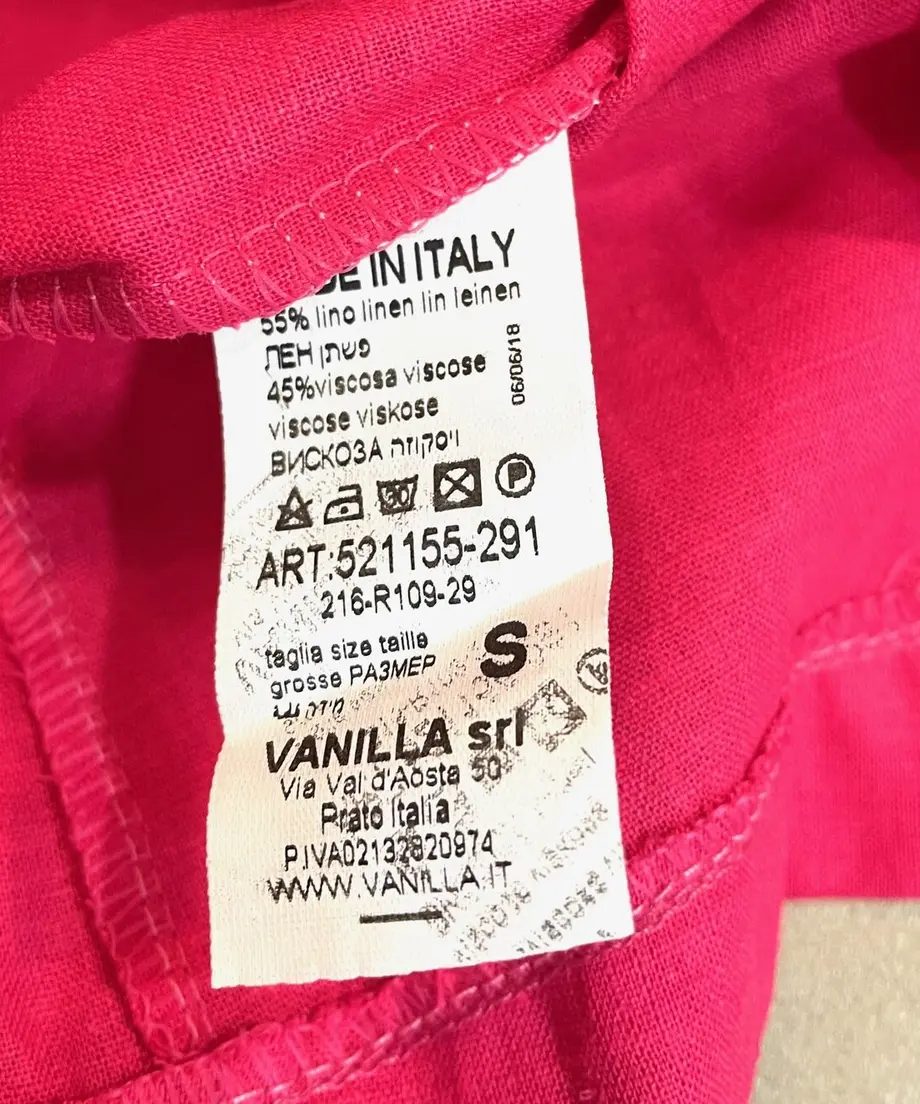 DE IN ITALY
55% lino linen lin leinen
ЛЕН פשתן
45%viscosa viscose
06/06/18
viscose viskose
ВИСКОЗА ויסקוזה
30
P
ART:521155-291
216-R109-29
taglia size taille
grosse РАЗМЕР
S
מידה
VANILLA srl
Via Val d'Aosta 50
Prato Italia
P.IVA02132820974
WWW.VANILLA.IT